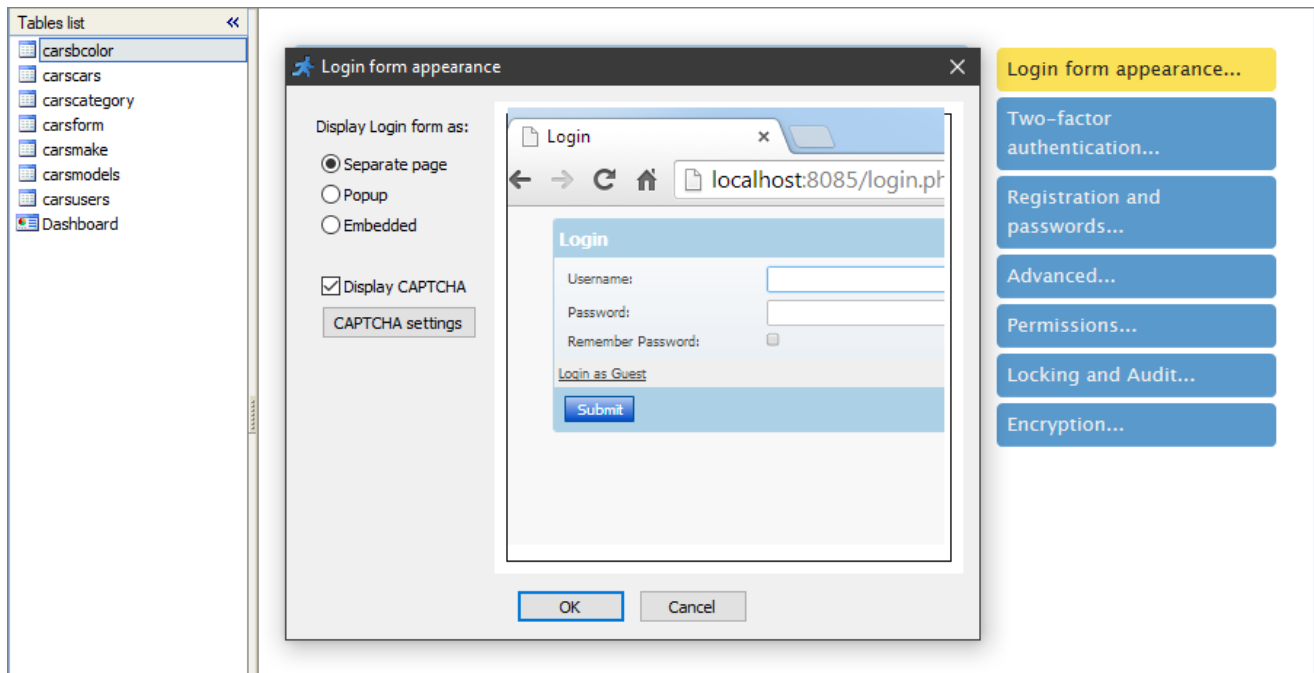 Tables list
carsbcolor
carscars
carscategory
carsform
carsmake
carsmodels
carsusers
Dashboard
Login form appearance
Display Login form as:
Separate page
Popup
Embedded
Display CAPTCHA
CAPTCHA settings
Login
localhost:8085/login.ph
Login
Username:
Password:
Remember Password:
Login as Guest
Submit
OK
Cancel
Login form appearance...
Two-factor
authentication...
Registration and
passwords...
Advanced...
Permissions...
Locking and Audit...
Encryption...